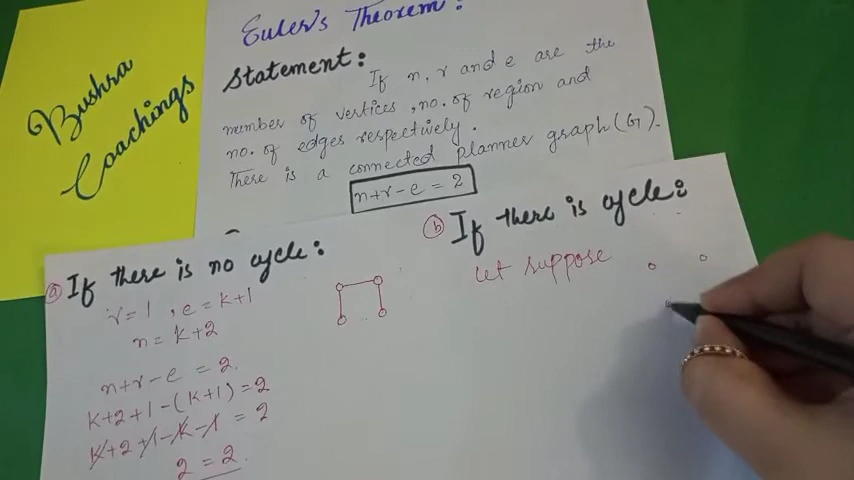 Bushra
Coachings
Euler's Theorem:
Statement:
If n, r and e are the
number of vertices, no. of region and
no. of edges respectively.
There is a connected planner graph (G).
n+r-e = 2
ⓐ If there is no cycle:
r=1, e=k+1
n=k+2
n+r-e=2.
k+2+1-(k+1)=2
k+2+1-k-1 = 2
2=2.
ⓑ If there is cycle:
let suppose